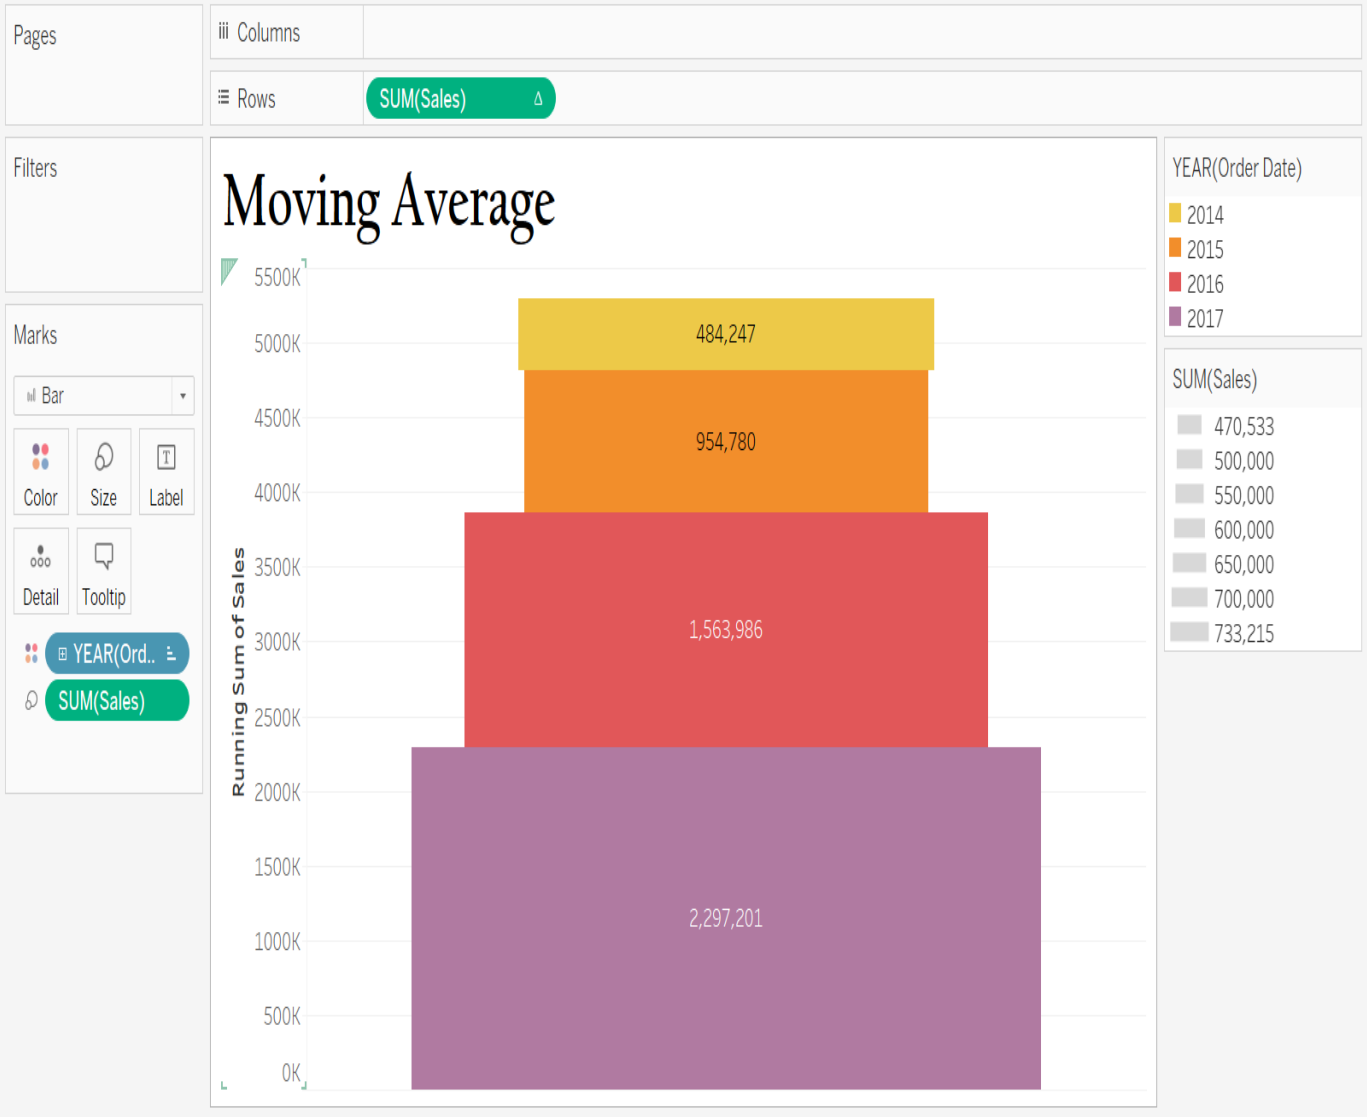 Pages
Columns
Rows
SUM(Sales) Δ
Filters
Marks
Bar
Color
Size
Label
Detail
Tooltip
YEAR(Ord..
SUM(Sales)
Moving Average
5500K
5000K
4500K
4000K
3500K
3000K
2500K
2000K
1500K
1000K
500K
0K
Running Sum of Sales
484,247
954,780
1,563,986
2,297,201
YEAR(Order Date)
2014
2015
2016
2017
SUM(Sales)
470,533
500,000
550,000
600,000
650,000
700,000
733,215